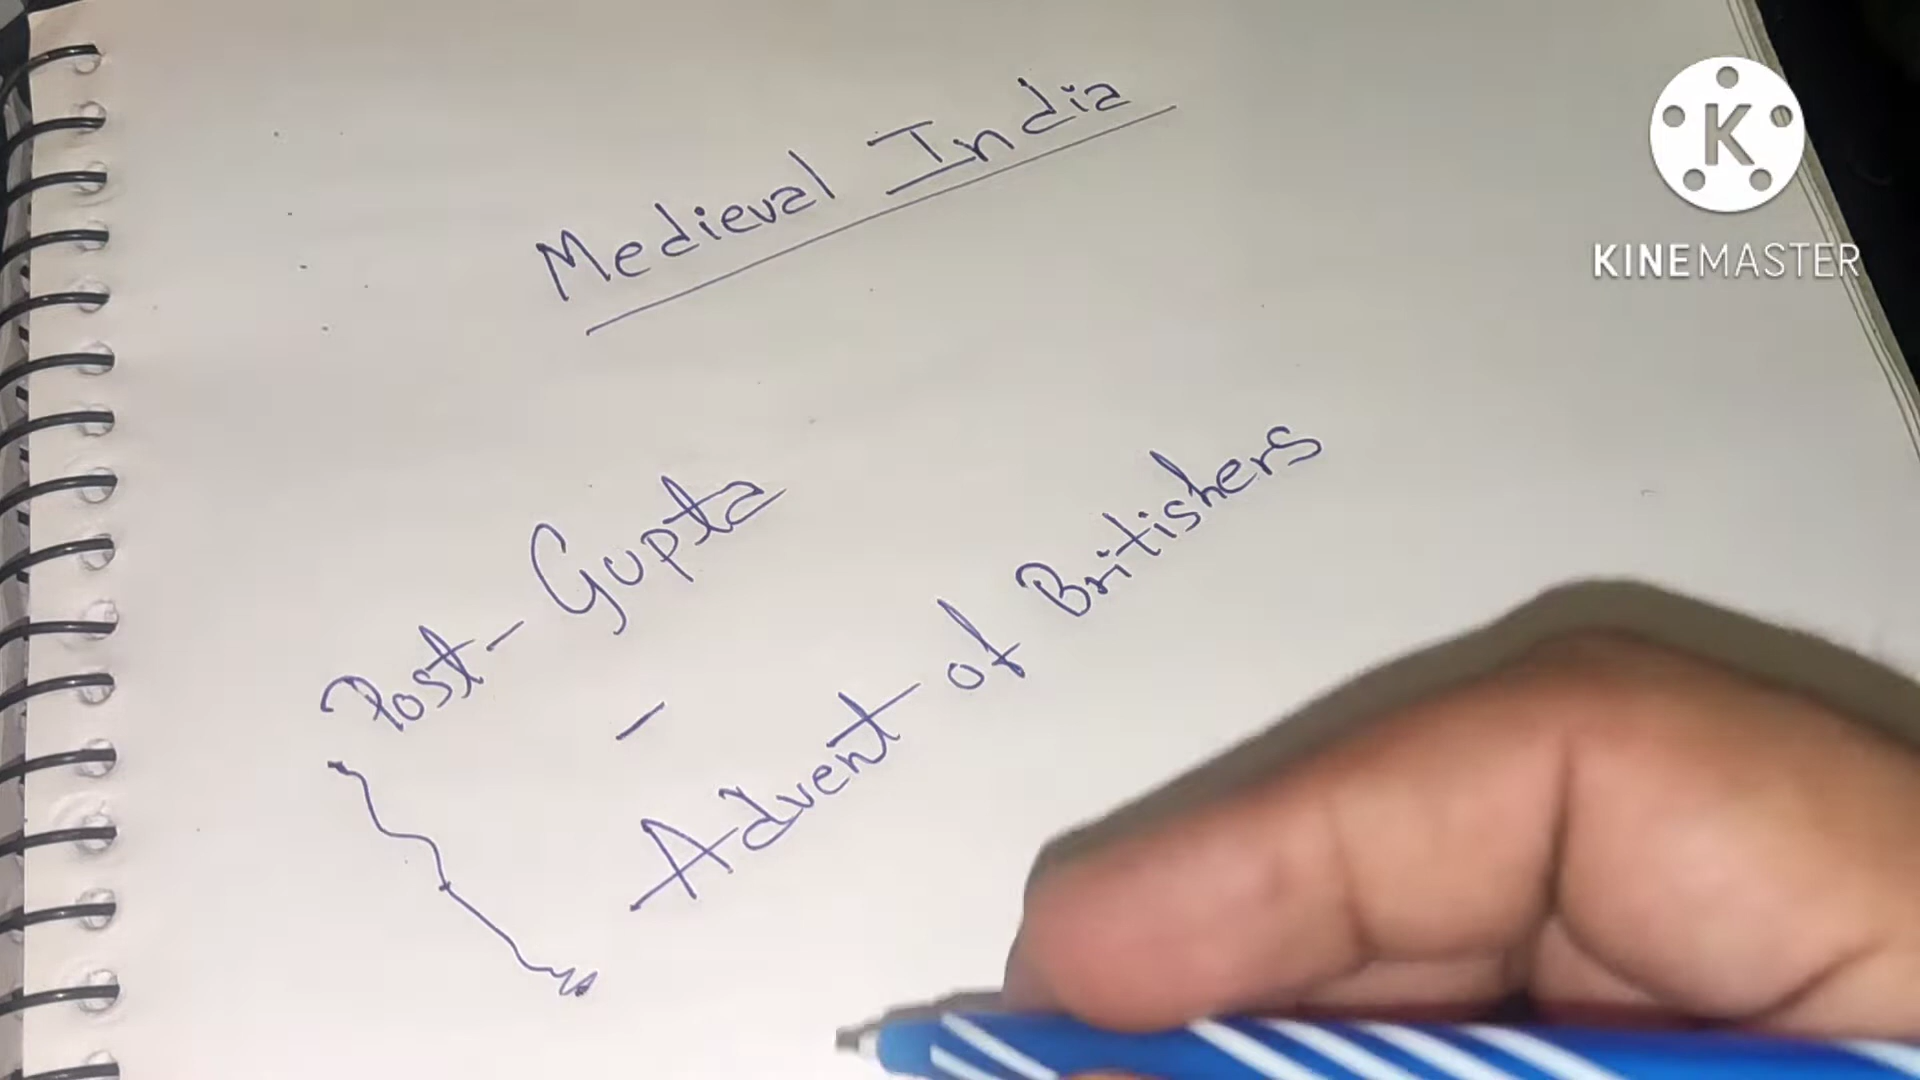 Medieval India
K
KINEMASTER
Post-Gupta
-
Advent of Britishers